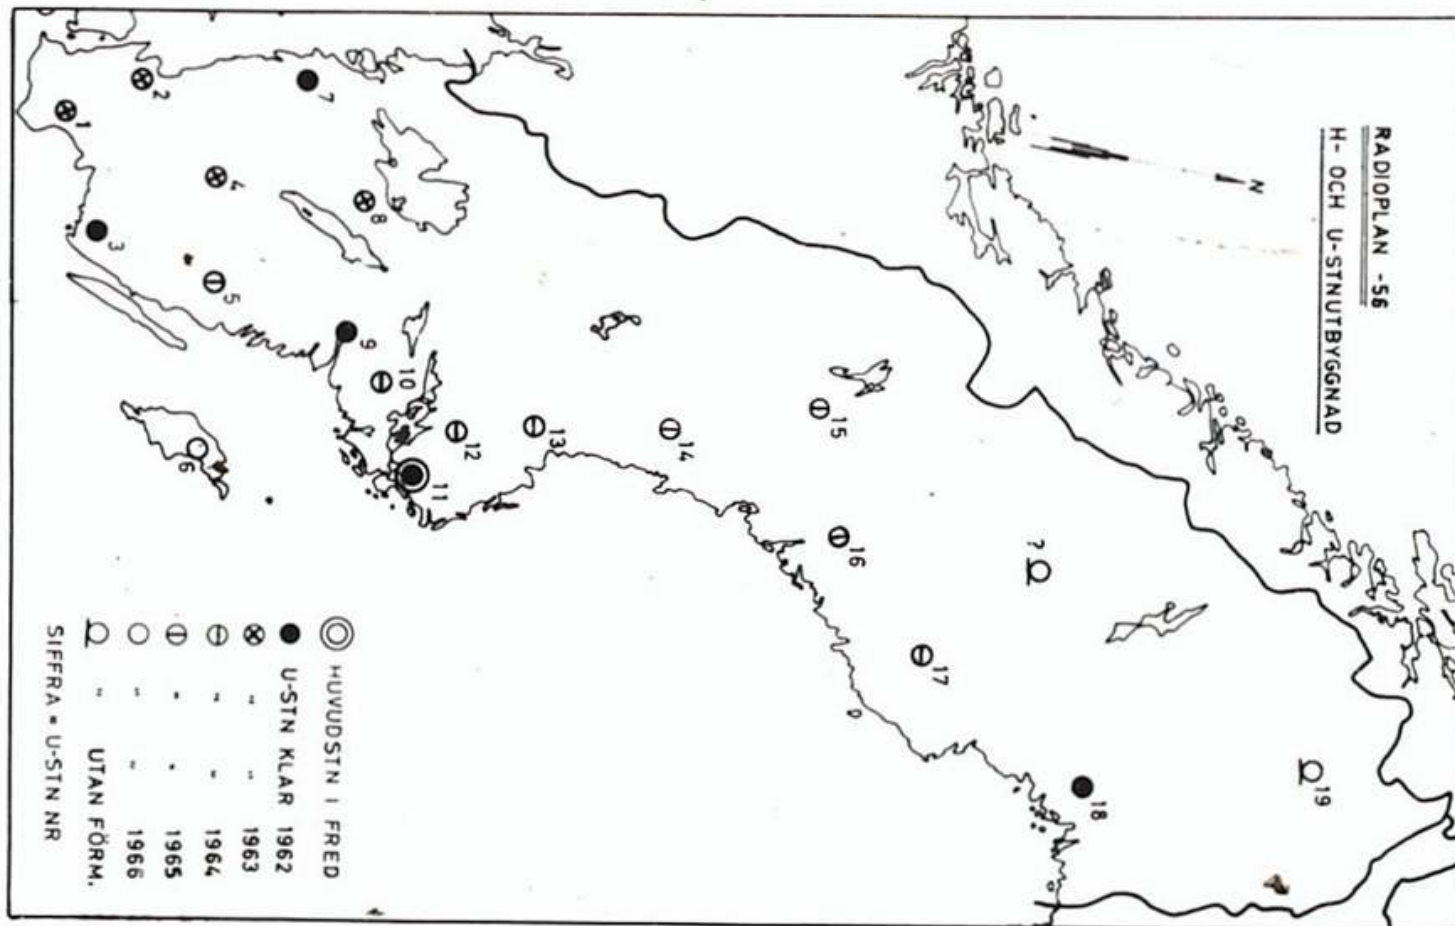 RADIOPLAN -56
H- OCH U-STNUTBYGGNAD
N
1
2
3
4
5
6
7
8
9
10
11
12
13
14
15
16
17
18
19
?
HUVUDSTN I FRED
U-STN KLAR 1962
" " 1963
" " 1964
" " 1965
" " 1966
" UTAN FÖRM.
SIFFRA = U-STN NR